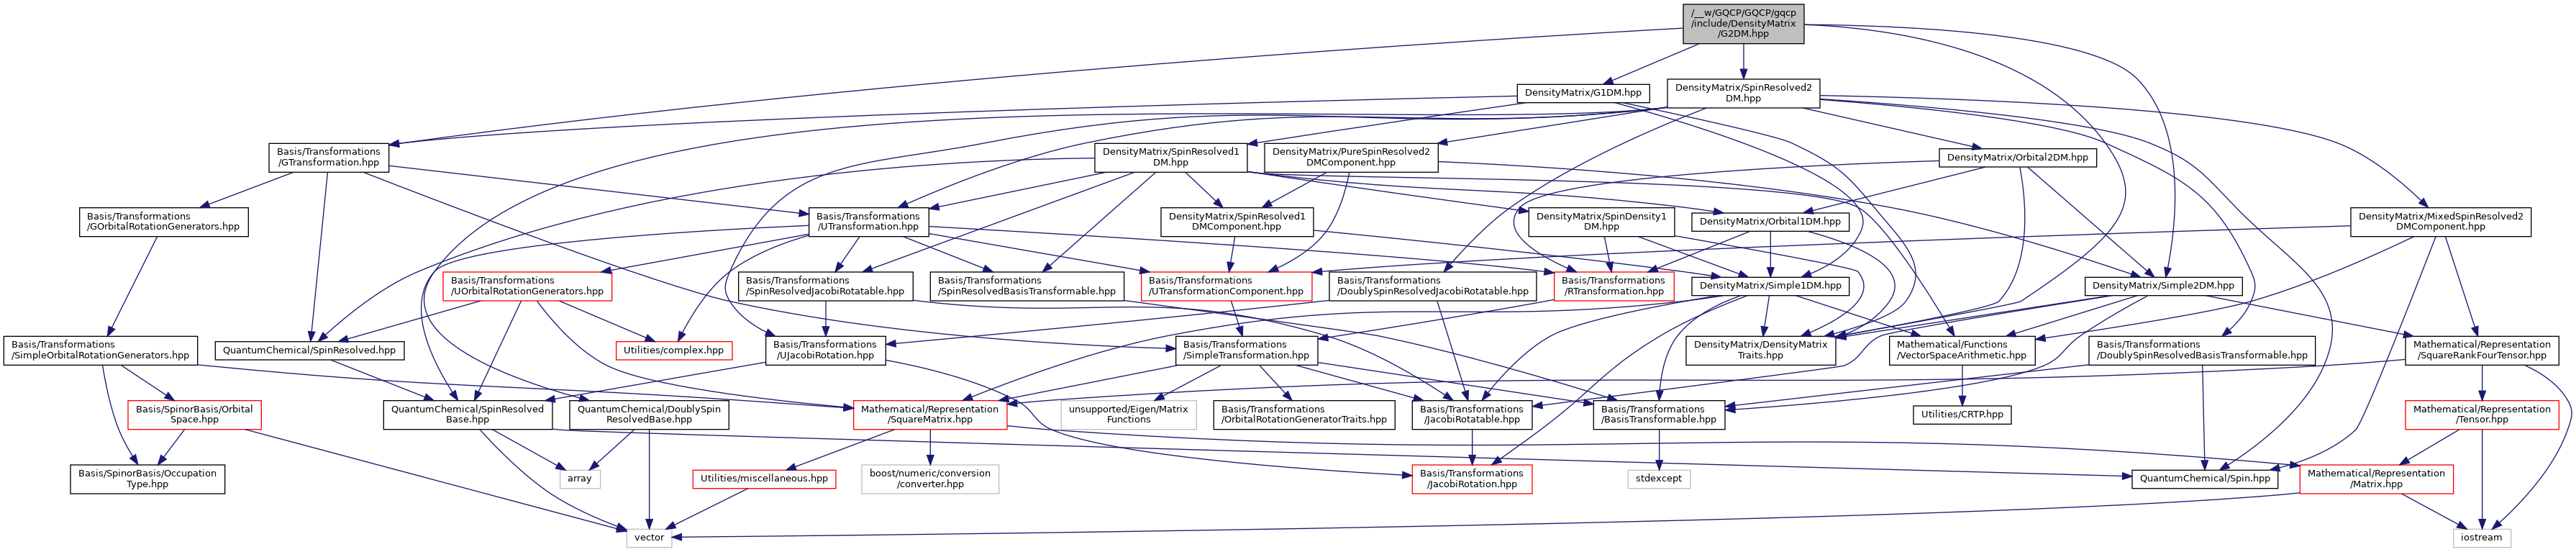 /__w/GQCP/GQCP/gqcp
/include/DensityMatrix
/G2DM.hpp
DensityMatrix/G1DM.hpp
DensityMatrix/SpinResolved2
DM.hpp
Basis/Transformations
/GTransformation.hpp
DensityMatrix/SpinResolved1
DM.hpp
DensityMatrix/PureSpinResolved2
DMComponent.hpp
DensityMatrix/Orbital2DM.hpp
Basis/Transformations
/GOrbitalRotationGenerators.hpp
Basis/Transformations
/UTransformation.hpp
DensityMatrix/SpinResolved1
DMComponent.hpp
DensityMatrix/SpinDensity1
DM.hpp
DensityMatrix/Orbital1DM.hpp
DensityMatrix/MixedSpinResolved2
DMComponent.hpp
Basis/Transformations
/UOrbitalRotationGenerators.hpp
Basis/Transformations
/SpinResolvedJacobiRotatable.hpp
Basis/Transformations
/SpinResolvedBasisTransformable.hpp
Basis/Transformations
/UTransformationComponent.hpp
Basis/Transformations
/DoublySpinResolvedJacobiRotatable.hpp
Basis/Transformations
/RTransformation.hpp
DensityMatrix/Simple1DM.hpp
DensityMatrix/Simple2DM.hpp
Basis/Transformations
/SimpleOrbitalRotationGenerators.hpp
QuantumChemical/SpinResolved.hpp
Utilities/complex.hpp
Basis/Transformations
/UJacobiRotation.hpp
Basis/Transformations
/SimpleTransformation.hpp
DensityMatrix/DensityMatrix
Traits.hpp
Mathematical/Functions
/VectorSpaceArithmetic.hpp
Basis/Transformations
/DoublySpinResolvedBasisTransformable.hpp
Mathematical/Representation
/SquareRankFourTensor.hpp
Basis/SpinorBasis/Orbital
Space.hpp
QuantumChemical/SpinResolved
Base.hpp
QuantumChemical/DoublySpin
ResolvedBase.hpp
Mathematical/Representation
/SquareMatrix.hpp
unsupported/Eigen/Matrix
Functions
Basis/Transformations
/OrbitalRotationGeneratorTraits.hpp
Basis/Transformations
/JacobiRotatable.hpp
Basis/Transformations
/BasisTransformable.hpp
Utilities/CRTP.hpp
Mathematical/Representation
/Tensor.hpp
Basis/SpinorBasis/Occupation
Type.hpp
array
Utilities/miscellaneous.hpp
boost/numeric/conversion
/converter.hpp
Basis/Transformations
/JacobiRotation.hpp
stdexcept
QuantumChemical/Spin.hpp
Mathematical/Representation
/Matrix.hpp
vector
iostream